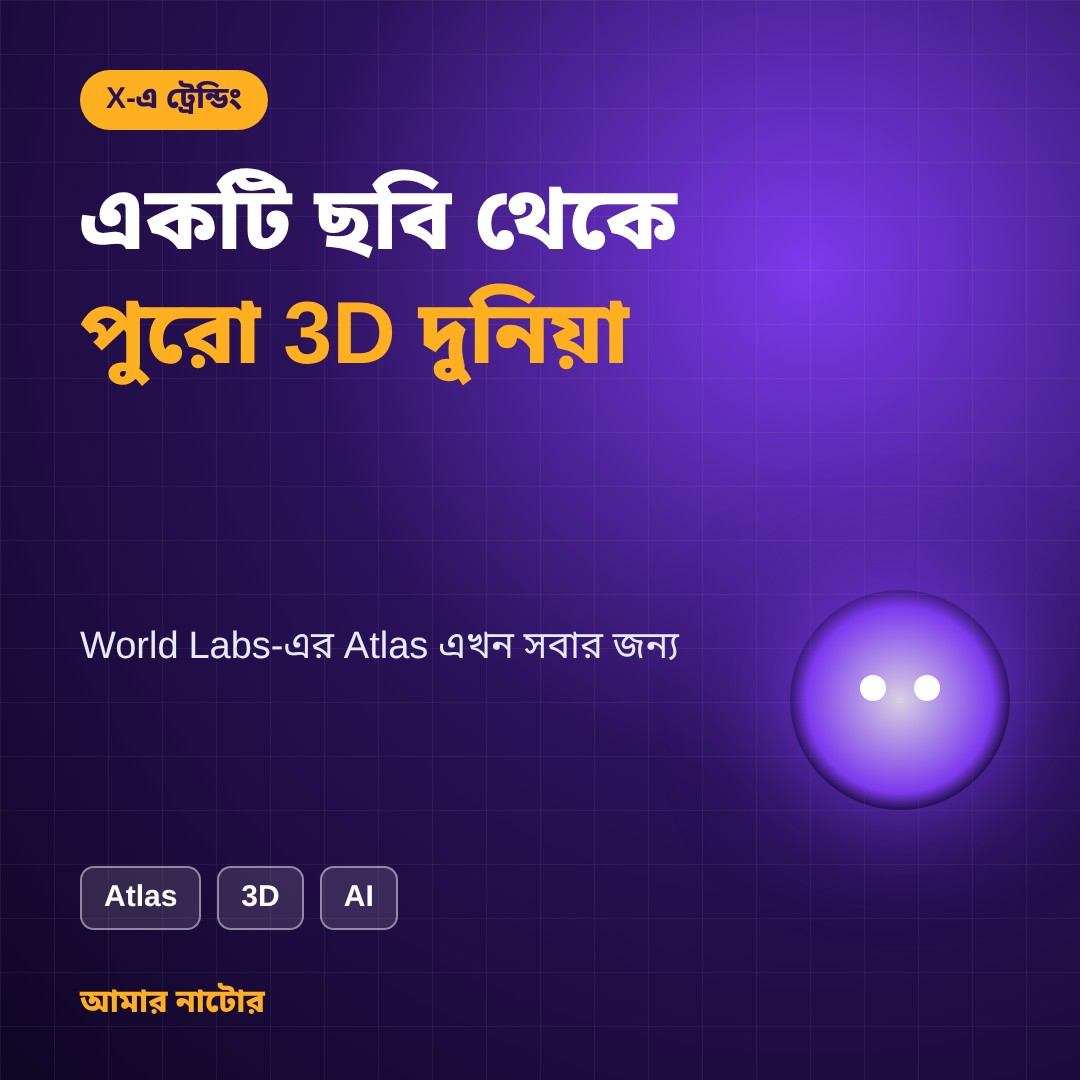 X-এ ট্রেন্ডিং
একটি ছবি থেকে
পুরো 3D দুনিয়া
World Labs-এর Atlas এখন সবার জন্য
Atlas 3D AI
আমার নাটোর